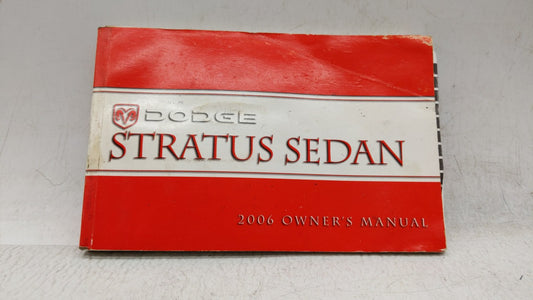 DODGE
STRATUS SEDAN
2006 OWNER'S MANUAL